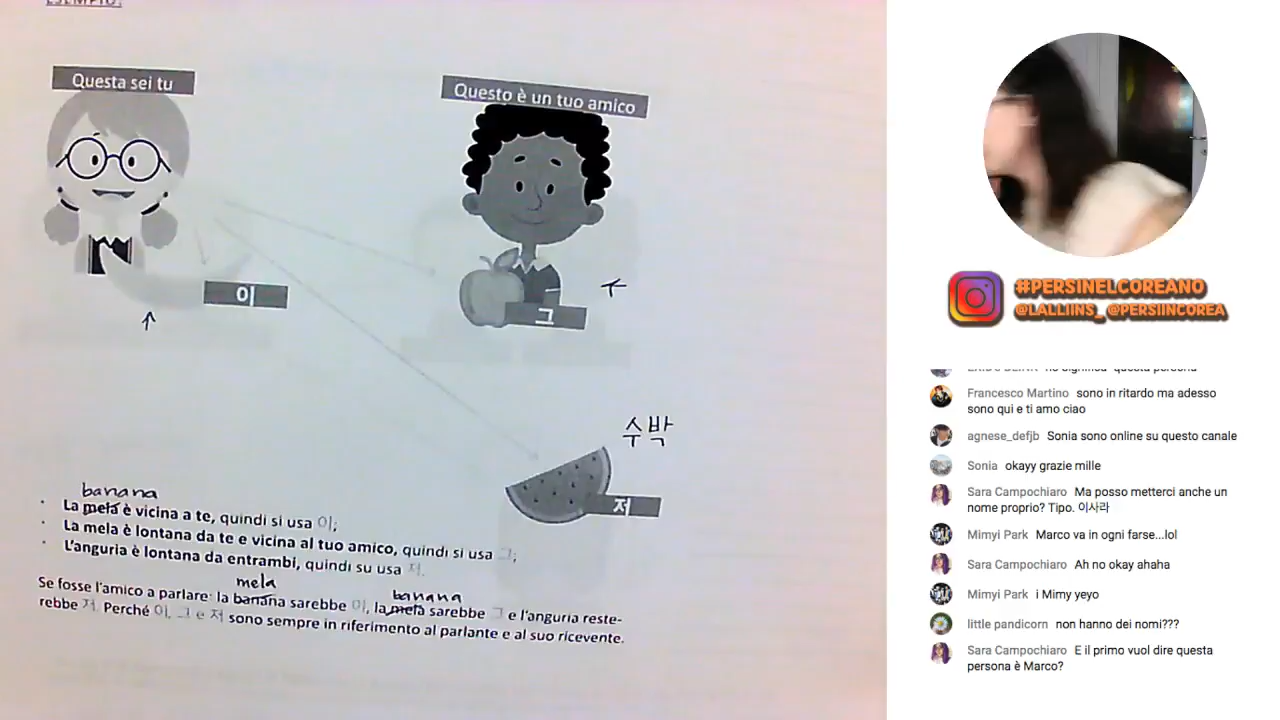 ESEMPIO:
Questa sei tu
Questo è un tuo amico
이
그
수박
저
banana
La mela è vicina a te, quindi si usa 이;
La mela è lontana da te e vicina al tuo amico, quindi si usa 그;
L'anguria è lontana da entrambi, quindi su usa 저.
mela
banana
Se fosse l'amico a parlare: la banana sarebbe 이, la mela sarebbe 그 e l'anguria reste-
rebbe 저. Perché 이, 그 e 저 sono sempre in riferimento al parlante e al suo ricevente.
#PERSINELCOREANO
@LALLIINS_ @PERSIINCOREA
Francesco Martino sono in ritardo ma adesso
sono qui e ti amo ciao
agnese_defjb Sonia sono online su questo canale
Sonia okayy grazie mille
Sara Campochiaro Ma posso metterci anche un
nome proprio? Tipo. 이사라
Mimyi Park Marco va in ogni farse...lol
Sara Campochiaro Ah no okay ahaha
Mimyi Park i Mimy yeyo
little pandicorn non hanno dei nomi???
Sara Campochiaro E il primo vuol dire questa
persona è Marco?